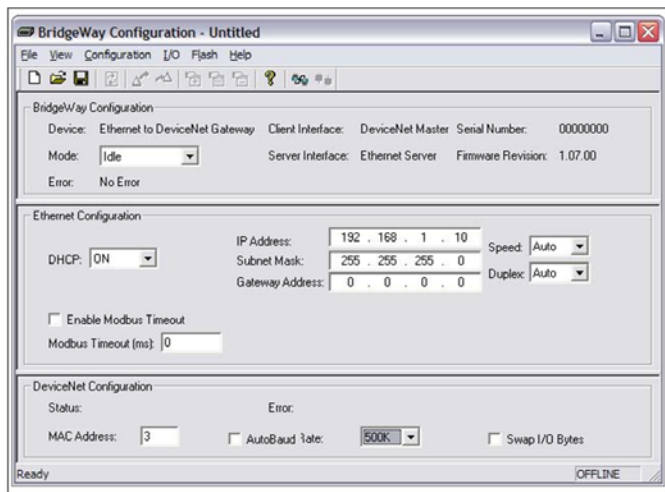 BridgeWay Configuration - Untitled
File View Configuration I/O Flash Help
BridgeWay Configuration
Device: Ethernet to DeviceNet Gateway Client Interface: DeviceNet Master Serial Number: 00000000
Mode: Idle Server Interface: Ethernet Server Firmware Revision: 1.07.00
Error: No Error
Ethernet Configuration
DHCP: ON
IP Address: 192 . 168 . 1 . 10
Subnet Mask: 255 . 255 . 255 . 0
Gateway Address: 0 . 0 . 0 . 0
Speed: Auto
Duplex: Auto
Enable Modbus Timeout
Modbus Timeout (ms): 0
DeviceNet Configuration
Status: Error:
MAC Address: 3 AutoBaud Rate: 500K Swap I/O Bytes
Ready OFFLINE